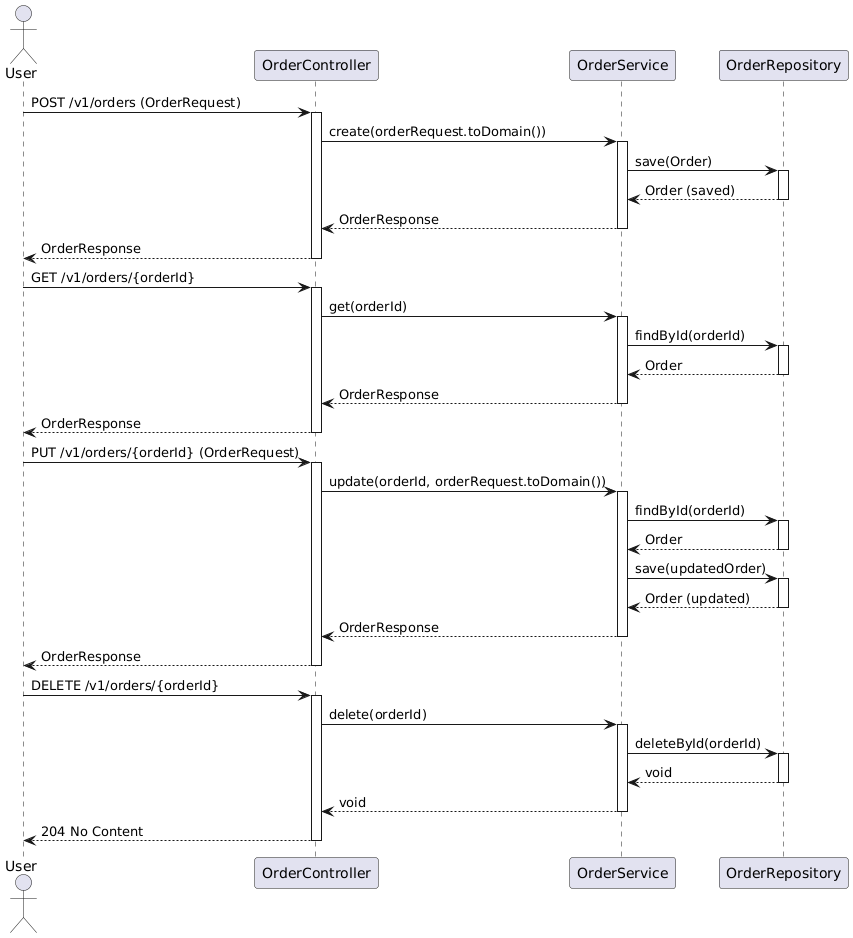 User
OrderController
OrderService
OrderRepository
POST /v1/orders (OrderRequest)
create(orderRequest.toDomain())
save(Order)
Order (saved)
OrderResponse
OrderResponse
GET /v1/orders/{orderId}
get(orderId)
findById(orderId)
Order
OrderResponse
OrderResponse
PUT /v1/orders/{orderId} (OrderRequest)
update(orderId, orderRequest.toDomain())
findById(orderId)
Order
save(updatedOrder)
Order (updated)
OrderResponse
OrderResponse
DELETE /v1/orders/{orderId}
delete(orderId)
deleteById(orderId)
void
void
204 No Content
User
OrderController
OrderService
OrderRepository